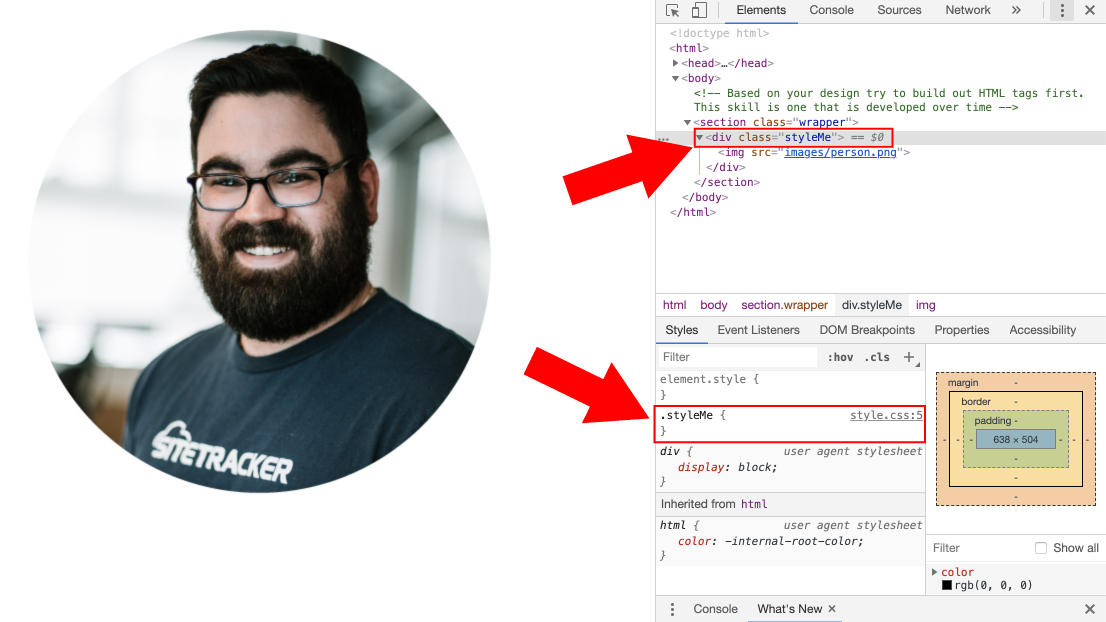 SITETRACKER
Elements Console Sources Network »
<!doctype html>
<html>
<head>…</head>
<body>
<!-- Based on your design try to build out HTML tags first.
This skill is one that is developed over time -->
<section class="wrapper">
… <div class="styleMe"> == $0
<img src="images/person.png">
</div>
</section>
</body>
</html>
html body section.wrapper div.styleMe img
Styles Event Listeners DOM Breakpoints Properties Accessibility
Filter :hov .cls +
element.style {
}
.styleMe { style.css:5
}
div { user agent stylesheet
display: block;
}
Inherited from html
html { user agent stylesheet
color: -internal-root-color;
}
margin -
border -
padding -
- - - 638 × 504 - - -
-
-
-
Filter Show all
color
rgb(0, 0, 0)
Console What's New ×